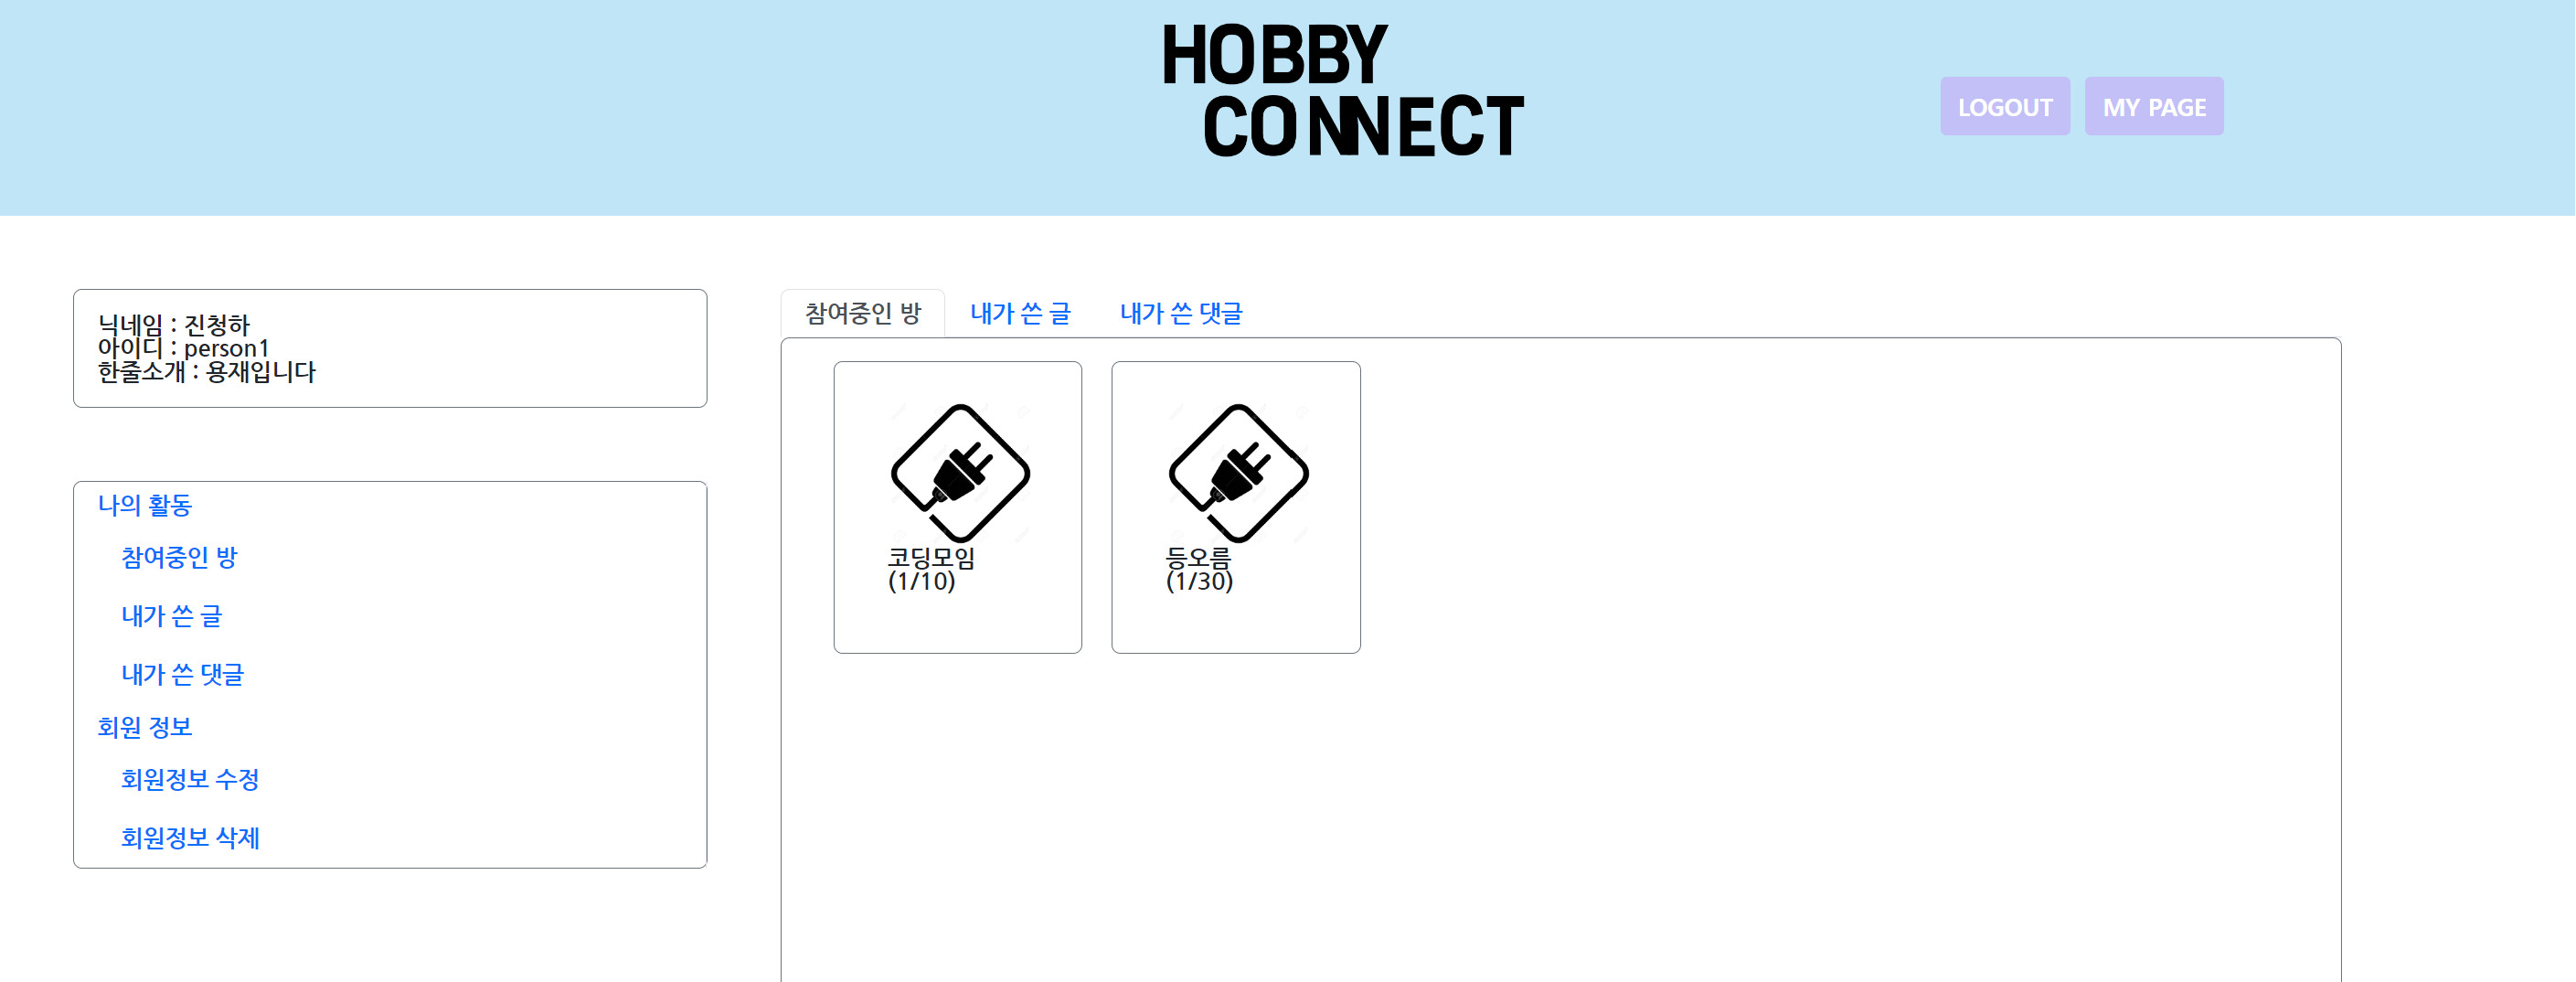 HOBBY
CONNECT
LOGOUT
MY PAGE
닉네임 : 진청하
아이디 : person1
한줄소개 : 용재입니다
나의 활동
참여중인 방
내가 쓴 글
내가 쓴 댓글
회원 정보
회원정보 수정
회원정보 삭제
참여중인 방
내가 쓴 글
내가 쓴 댓글
코딩모임
(1/10)
등오름
(1/30)